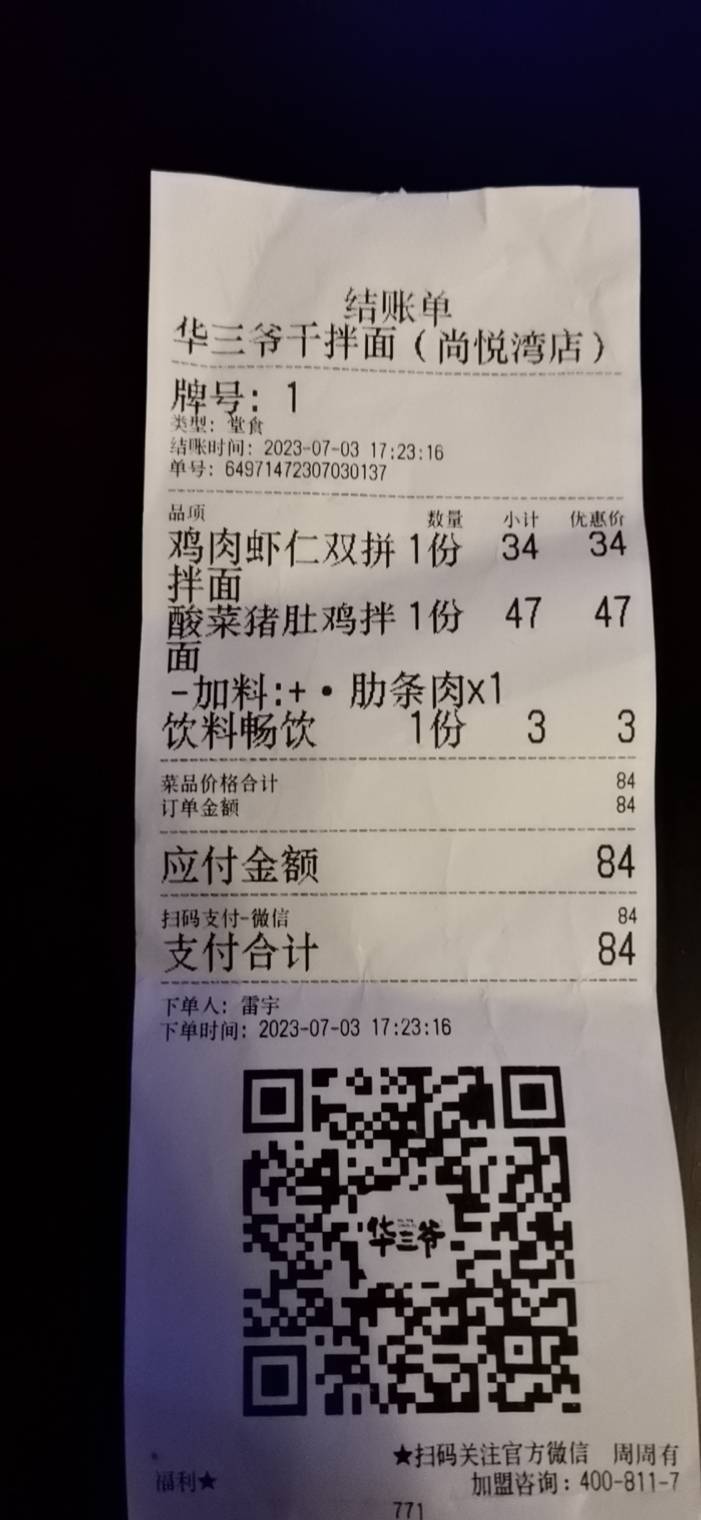 结账单
华三爷干拌面（尚悦湾店）
牌号: 1
类型: 堂食
结账时间: 2023-07-03 17:23:16
单号: 64971472307030137
品项 数量 小计 优惠价
鸡肉虾仁双拼 1份 34 34
拌面
酸菜猪肚鸡拌 1份 47 47
面
-加料:+·肋条肉x1
饮料畅饮 1份 3 3
菜品价格合计 84
订单金额 84
应付金额 84
扫码支付-微信 84
支付合计 84
下单人: 雷宇
下单时间: 2023-07-03 17:23:16
华三爷
★扫码关注官方微信 周周有
福利★ 加盟咨询：400-811-7
771